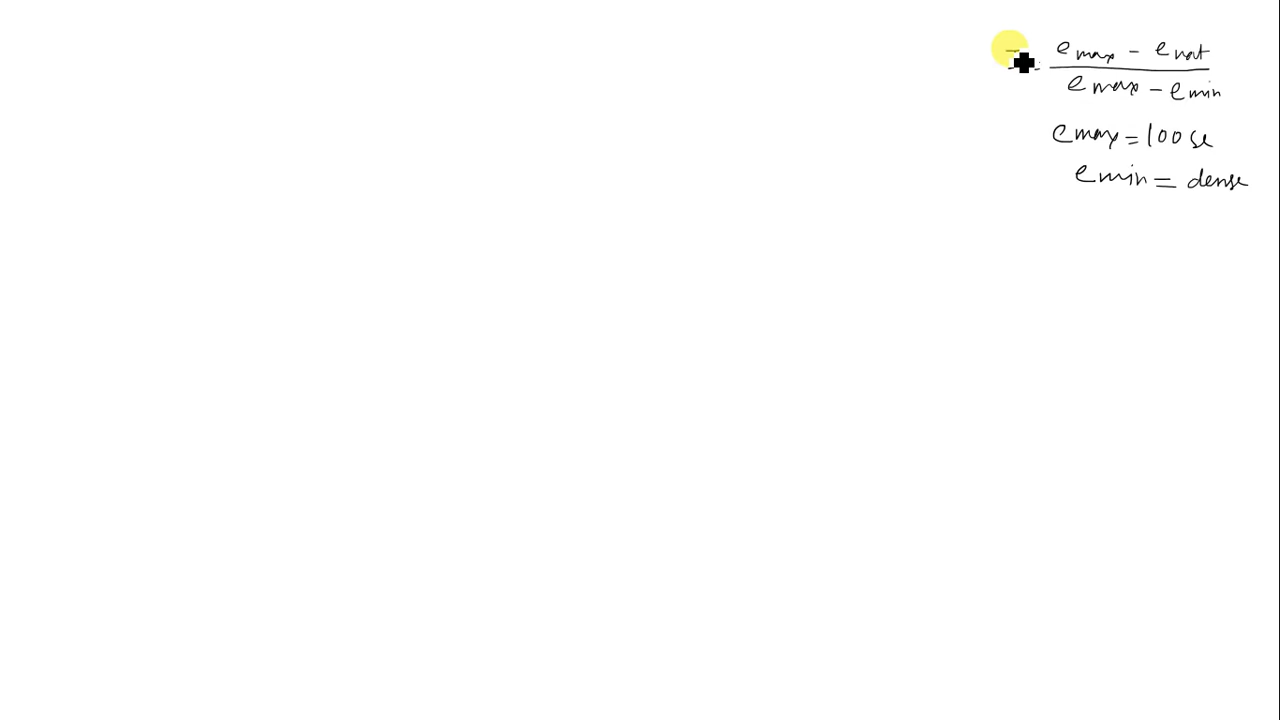 = e max - e nat
e max - e min
e max = loose
e min = dense